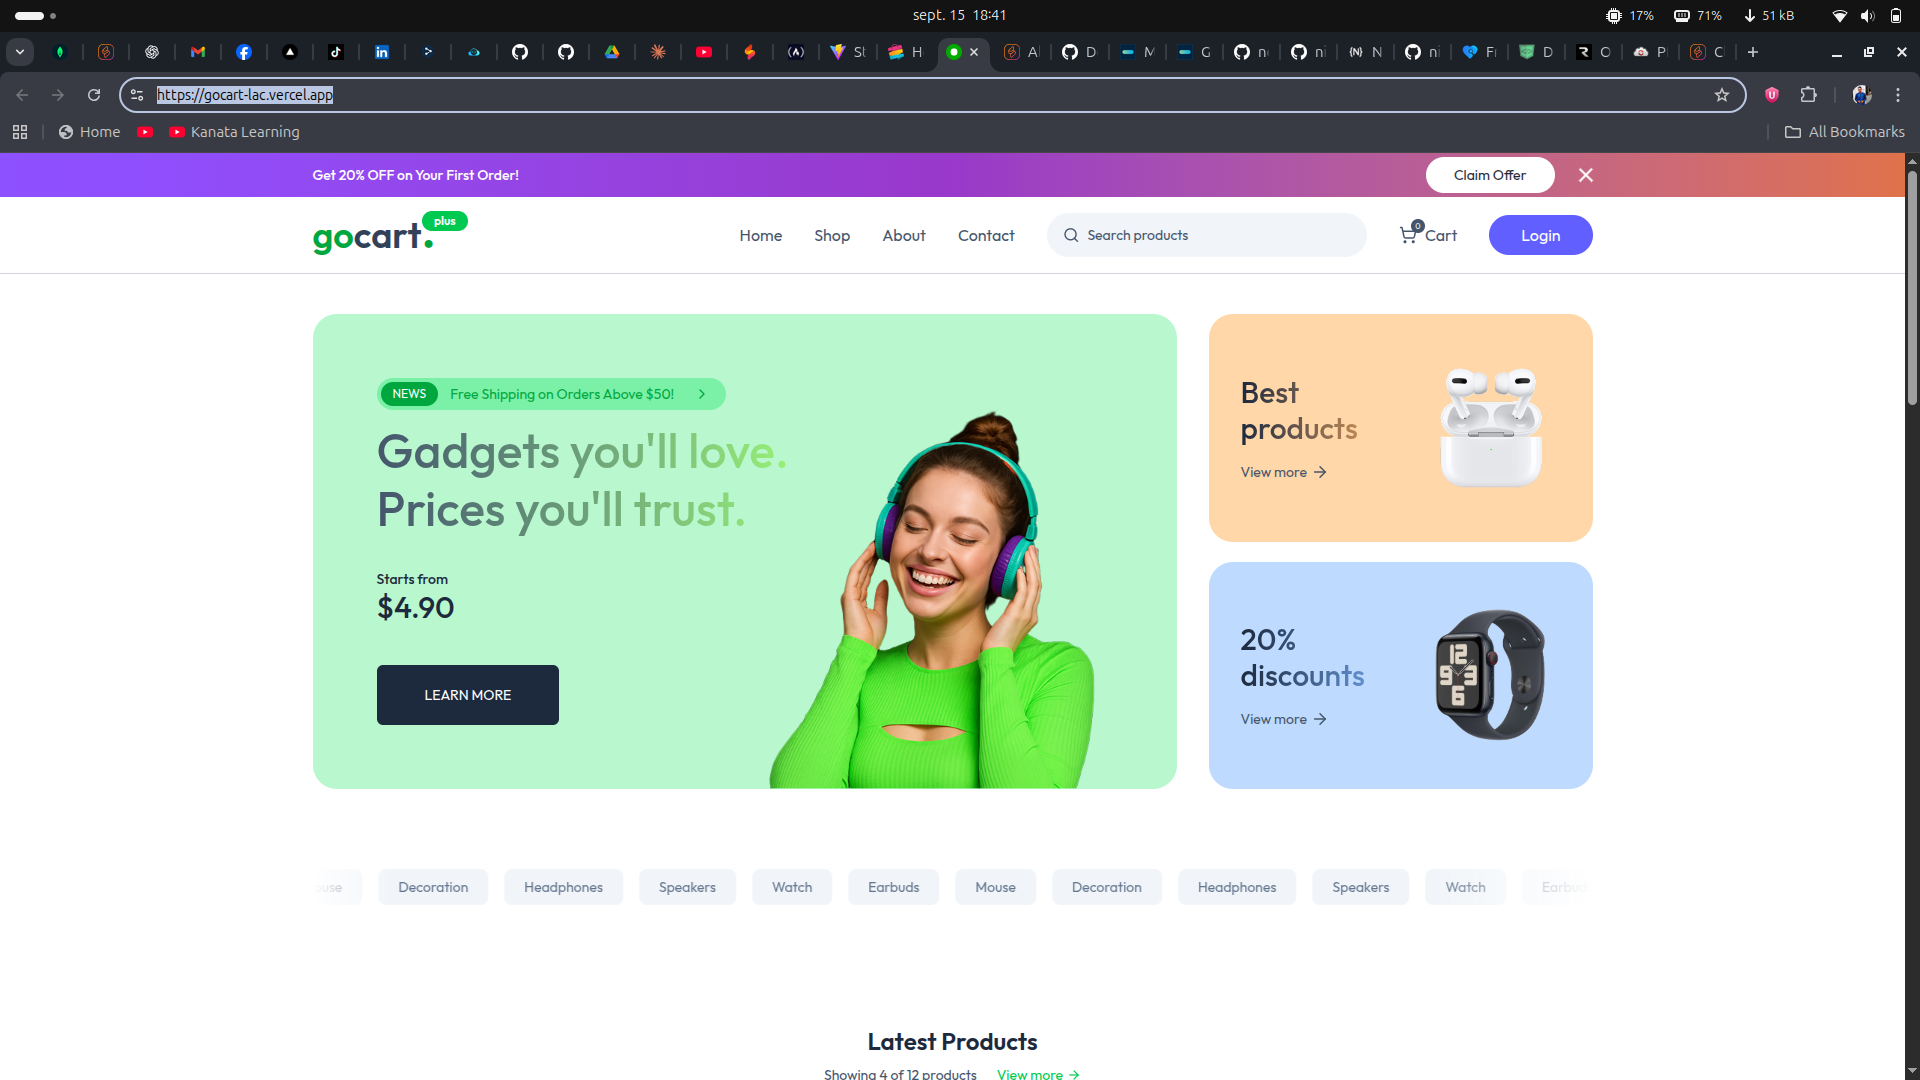 sept. 15 18:41
17%
71%
51 kB
https://gocart-lac.vercel.app
Home
Kanata Learning
All Bookmarks
Get 20% OFF on Your First Order!
Claim Offer
gocart.
plus
Home
Shop
About
Contact
Search products
0
Cart
Login
NEWS
Free Shipping on Orders Above $50!
Gadgets you'll love.
Prices you'll trust.
Starts from
$4.90
LEARN MORE
Best
products
View more
20%
discounts
View more
Decoration
Headphones
Speakers
Watch
Earbuds
Mouse
Decoration
Headphones
Speakers
Watch
Latest Products
Showing 4 of 12 products
View more